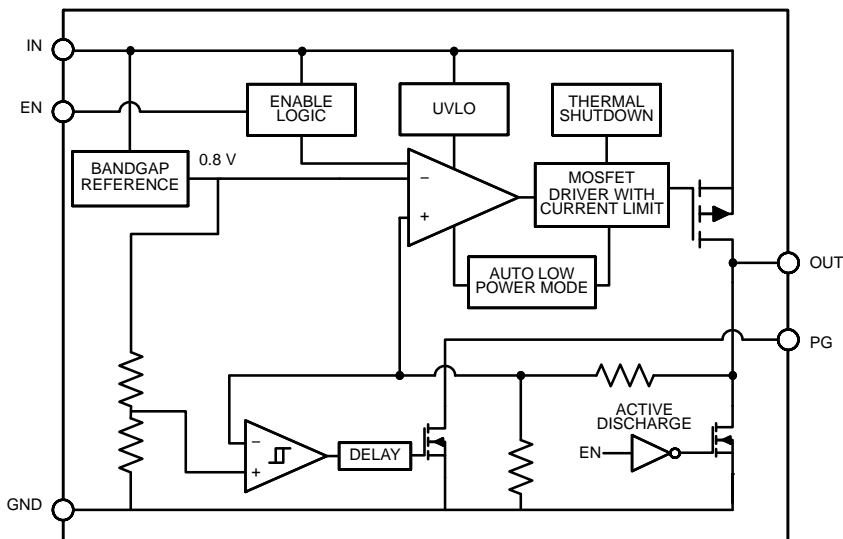 IN
EN
ENABLE
LOGIC
UVLO
THERMAL
SHUTDOWN
BANDGAP
REFERENCE
0.8 V
−
+
MOSFET
DRIVER WITH
CURRENT LIMIT
AUTO LOW
POWER MODE
OUT
PG
ACTIVE
DISCHARGE
−
+
DELAY
EN
GND